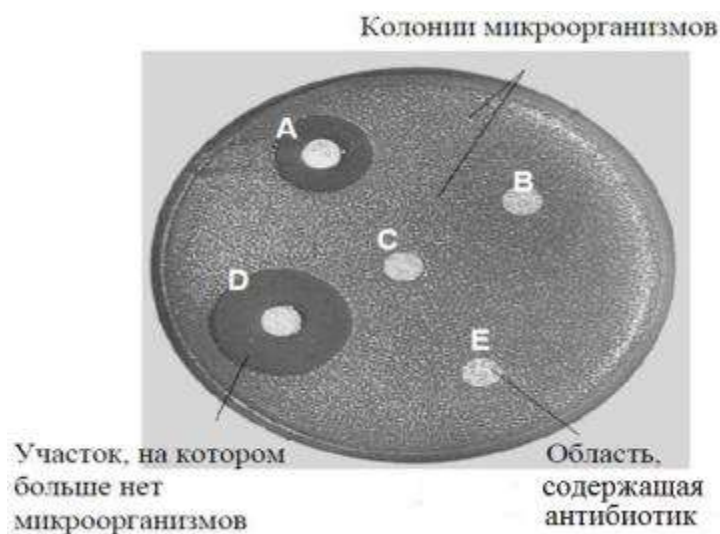 Колонии микроорганизмов
A
B
C
D
E
Участок, на котором
больше нет
микроорганизмов
Область,
содержащая
антибиотик